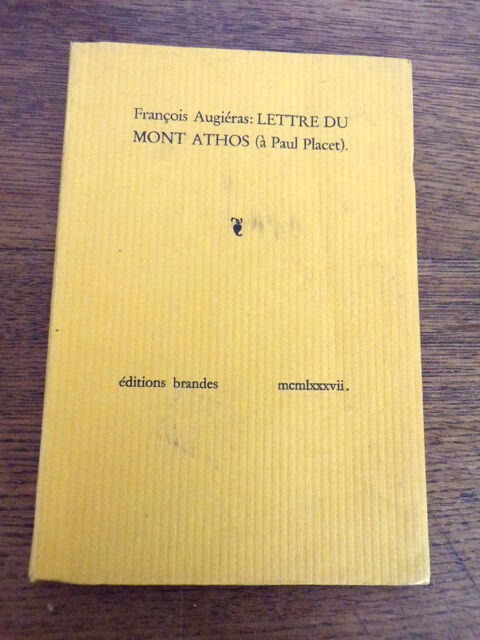 François Augiéras: LETTRE DU
MONT ATHOS (à Paul Placet).
éditions brandes mcmlxxxvii.